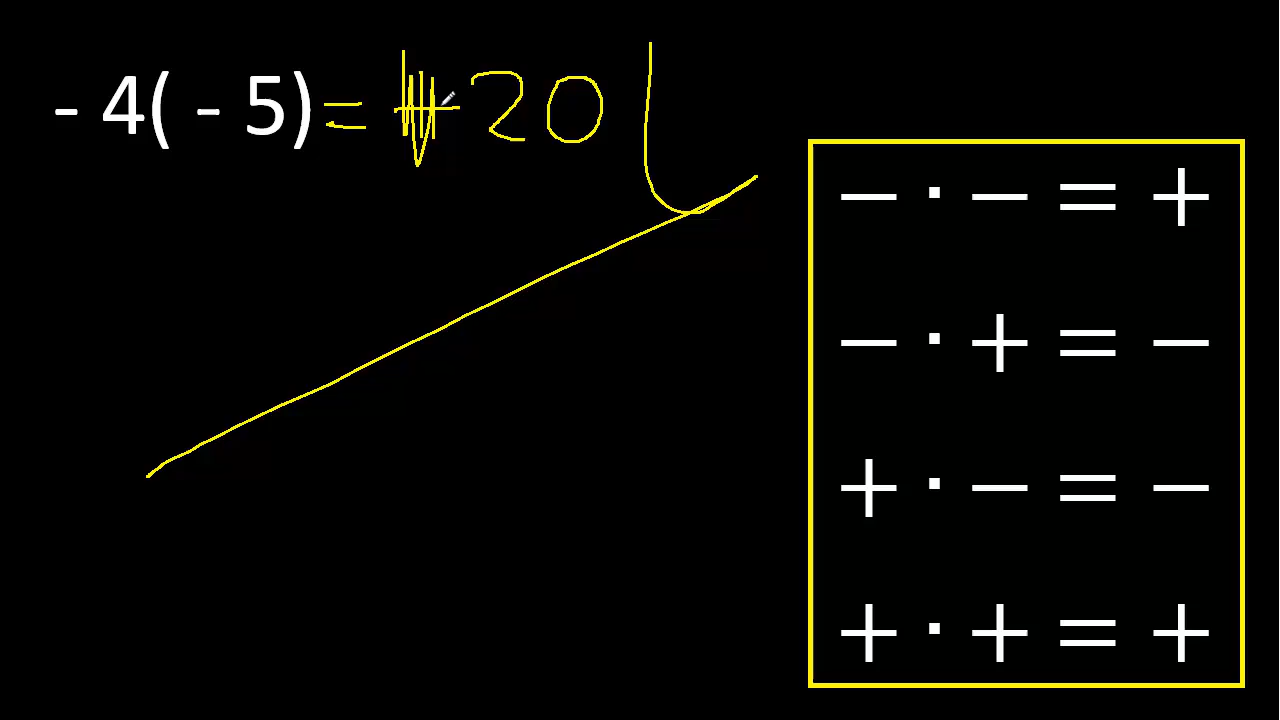 - 4( - 5) = + 20
− · − = +
− · + = −
+ · − = −
+ · + = +